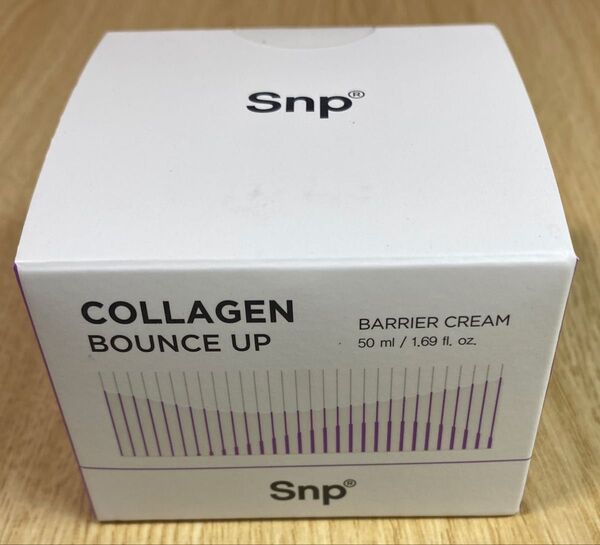 Snp®
COLLAGEN
BOUNCE UP
BARRIER CREAM
50 ml / 1.69 fl. oz.
Snp®